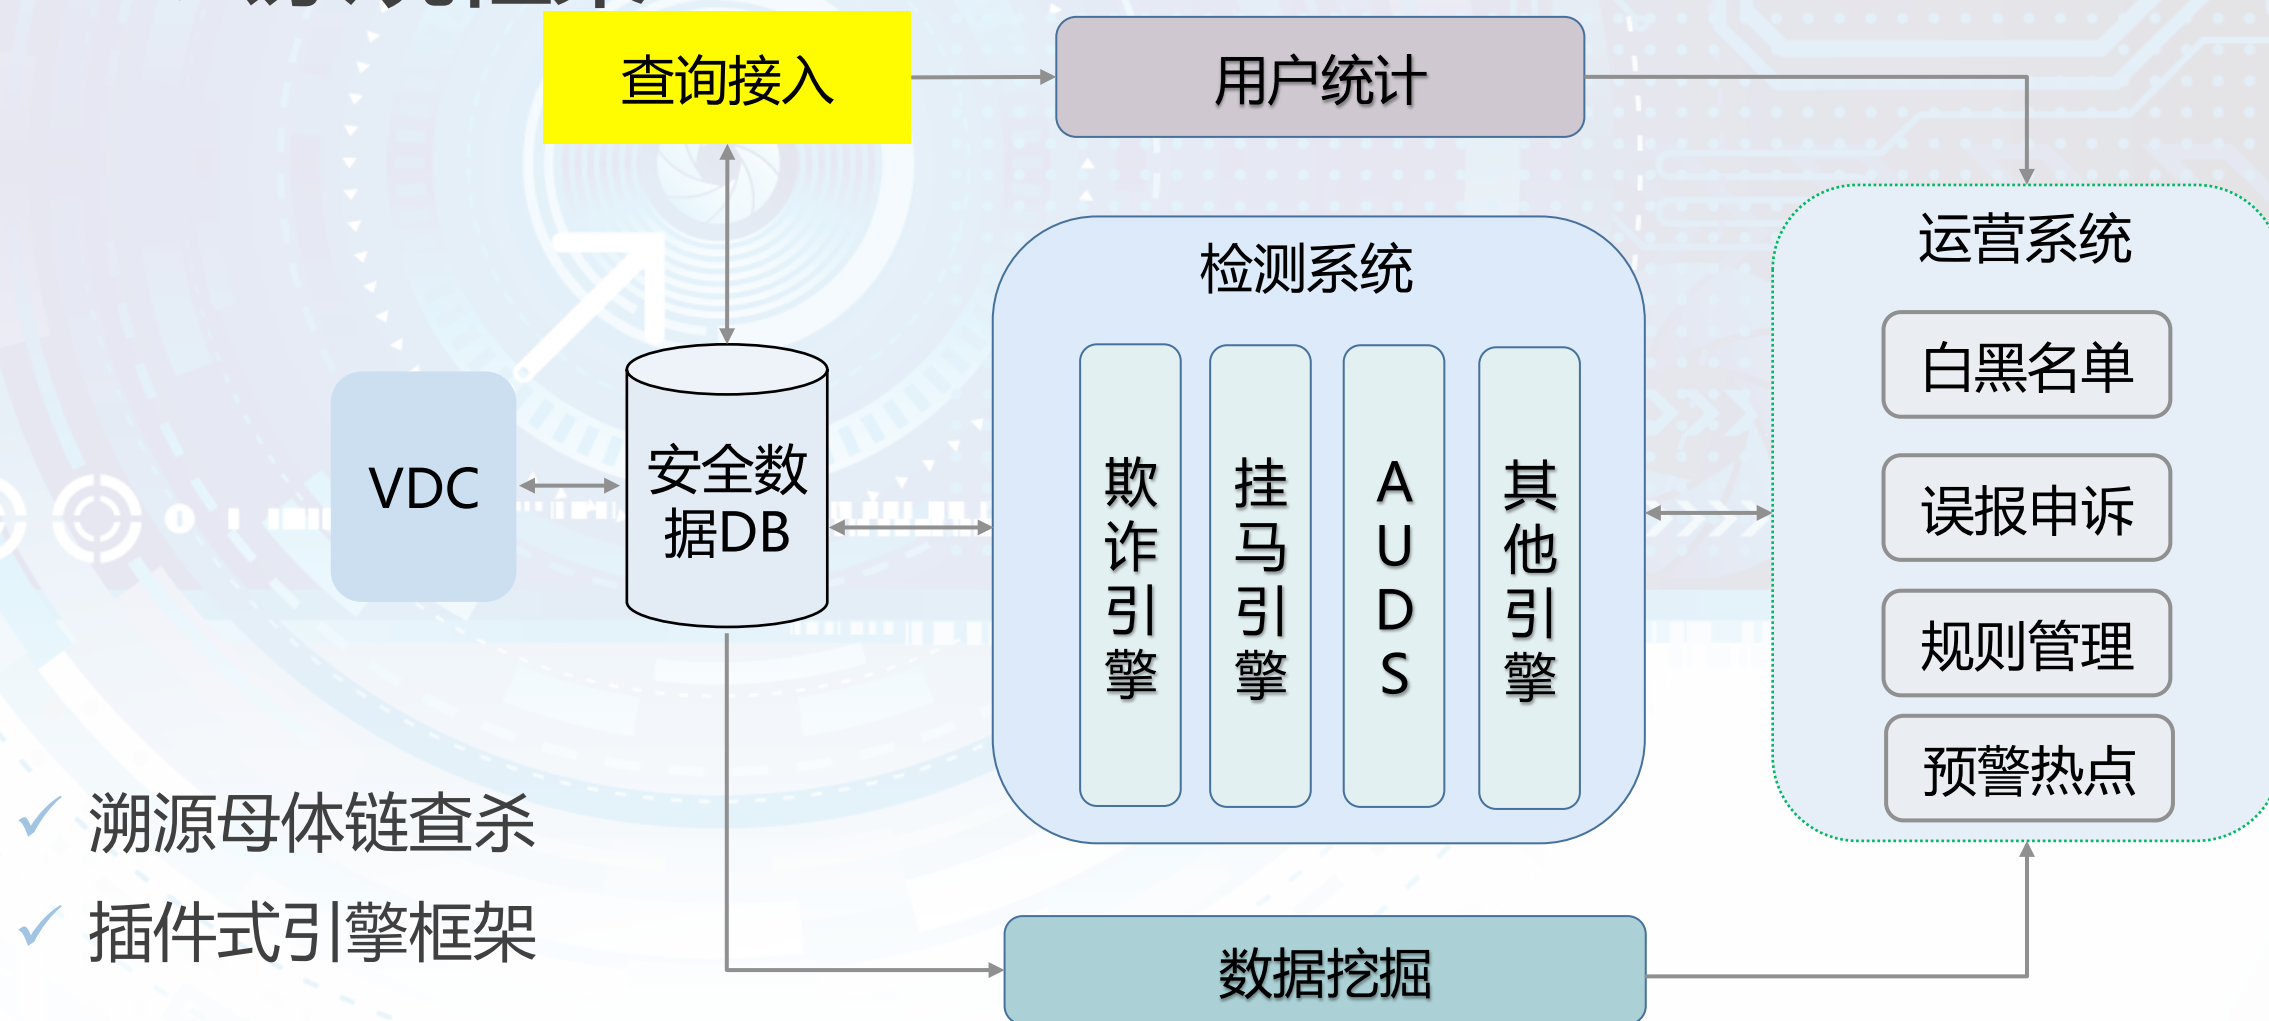 查询接入
用户统计
运营系统
检测系统
白黑名单
误报申诉
规则管理
预警热点
VDC
安全数
据DB
欺诈引擎
挂马引擎
AUDS
其他引擎
溯源母体链查杀
插件式引擎框架
数据挖掘